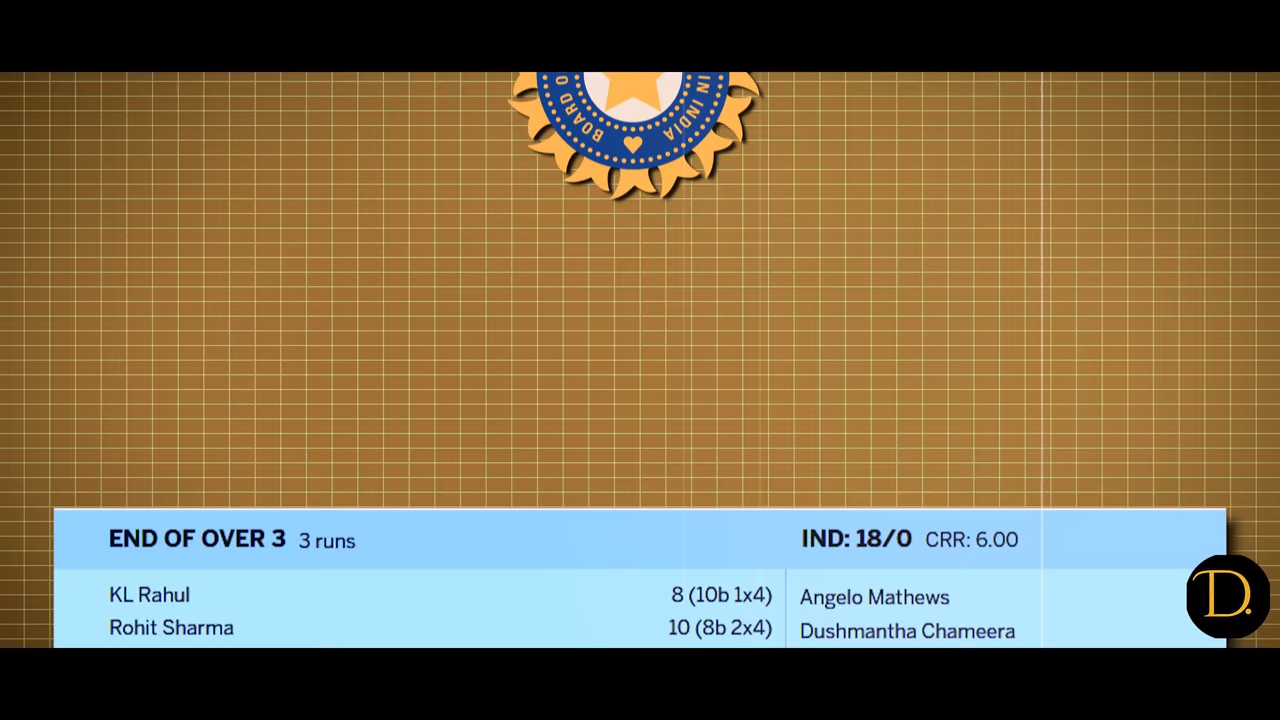 BOARD O
IN INDIA
END OF OVER 3 3 runs
IND: 18/0 CRR: 6.00
KL Rahul 8 (10b 1x4)
Rohit Sharma 10 (8b 2x4)
Angelo Mathews
Dushmantha Chameera
D.